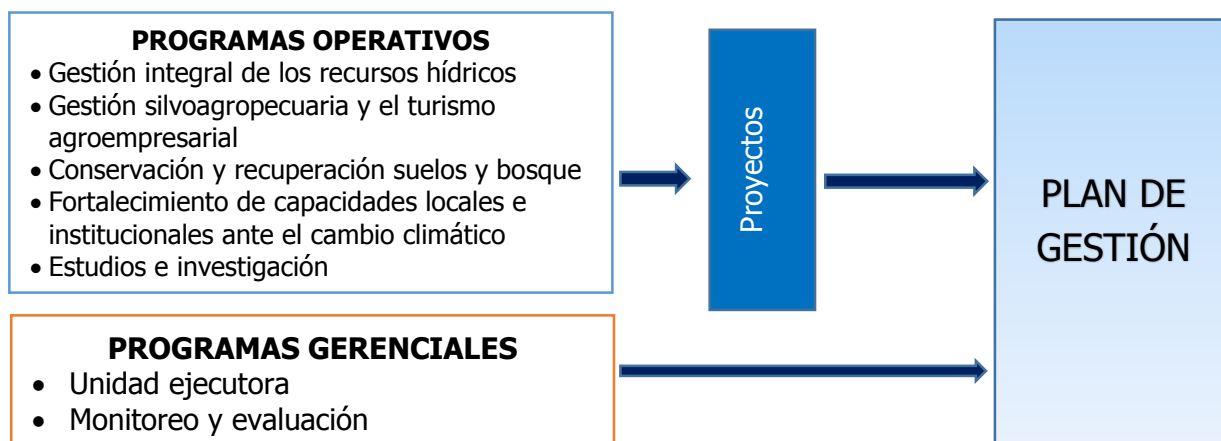 PROGRAMAS OPERATIVOS
• Gestión integral de los recursos hídricos
• Gestión silvoagropecuaria y el turismo
agroempresarial
• Conservación y recuperación suelos y bosque
• Fortalecimiento de capacidades locales e
institucionales ante el cambio climático
• Estudios e investigación
PROGRAMAS GERENCIALES
• Unidad ejecutora
• Monitoreo y evaluación
Proyectos
PLAN DE
GESTIÓN